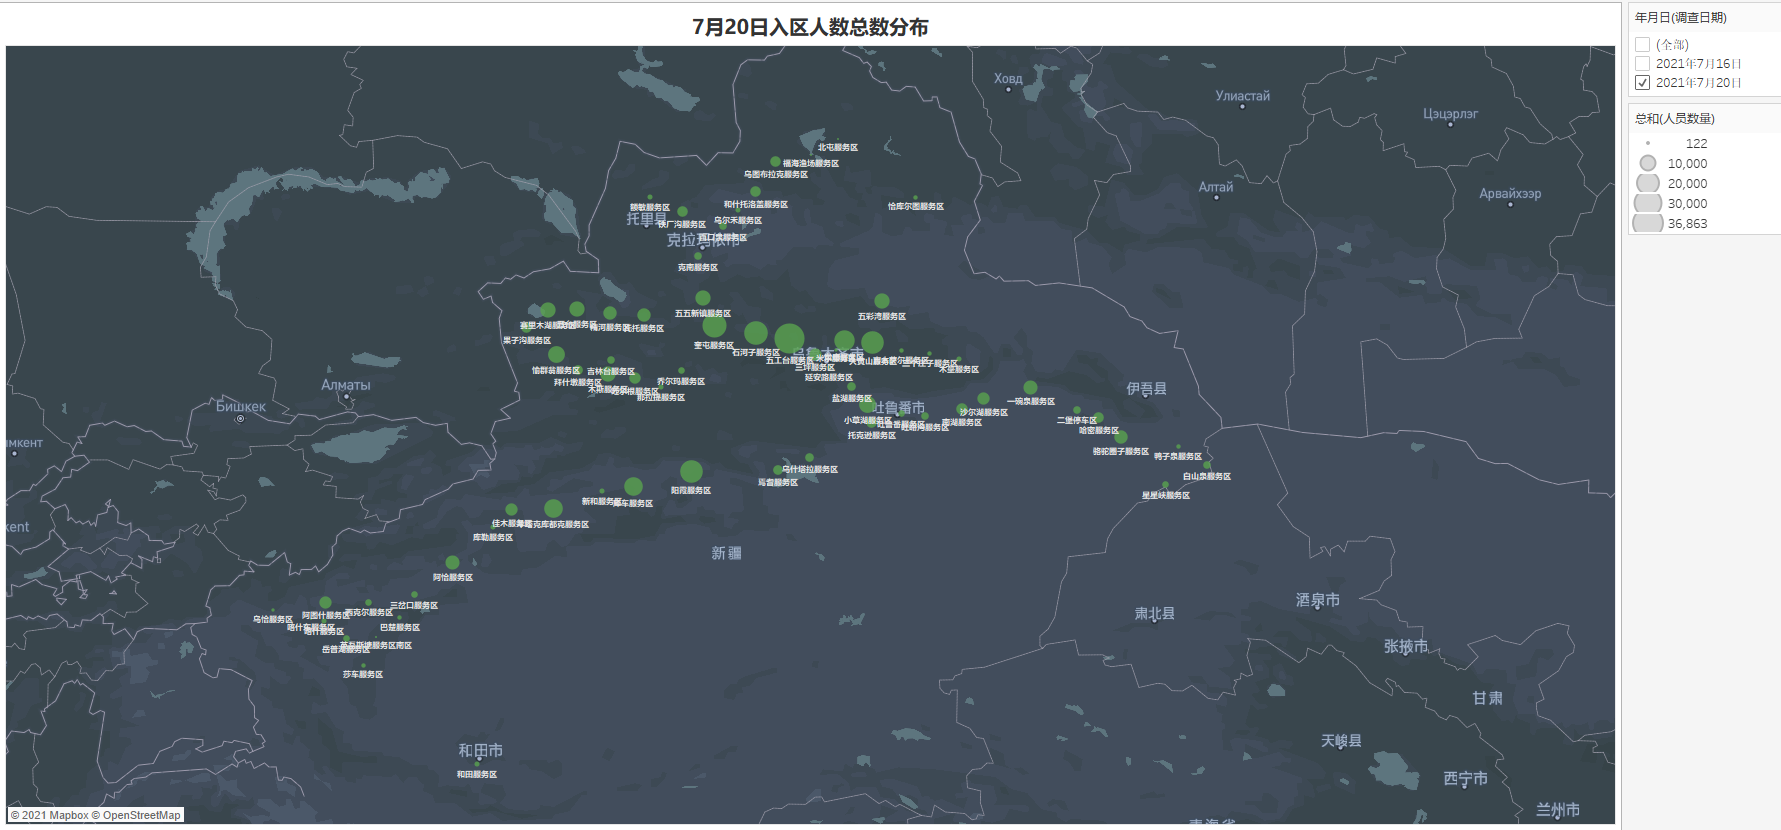 7月20日入区人数总数分布
年月日(调查日期)
(全部)
2021年7月16日
2021年7月20日
总和(人员数量)
122
10,000
20,000
30,000
36,863
Ховд
Улиастай
Цэцэрлэг
Алтай
Арвайхээр
北屯服务区
福海渔场服务区
乌图布拉克服务区
和什托洛盖服务区
恰库尔图服务区
额敏服务区
托里县
铁厂沟服务区
乌尔禾服务区
克南服务区
五五新镇服务区
五彩湾服务区
赛里木湖服务区
果子沟服务区
奎屯服务区
石河子服务区
五工台服务区
三坪服务区
延安路服务区
木垒服务区
吉林台服务区
拜什墩服务区
那拉提服务区
乔尔玛服务区
盐湖服务区
吐鲁番市
小草湖服务区
托克逊服务区
南湖服务区
沙尔湖服务区
一碗泉服务区
伊吾县
二堡停车区
哈密服务区
骆驼圈子服务区
鸭子泉服务区
白山泉服务区
星星峡服务区
Алматы
Бишкек
ымкент
kent
乌什塔拉服务区
焉耆服务区
阳霞服务区
新和服务区
库车服务区
佳木服务区
库勒服务区
阿恰服务区
新疆
三岔口服务区
西克尔服务区
阿图什服务区
乌恰服务区
喀什服务区
巴楚服务区
岳普湖服务区
莎车服务区
和田市
和田服务区
肃北县
酒泉市
张掖市
甘肃
天峻县
西宁市
兰州市
青海省
© 2021 Mapbox © OpenStreetMap